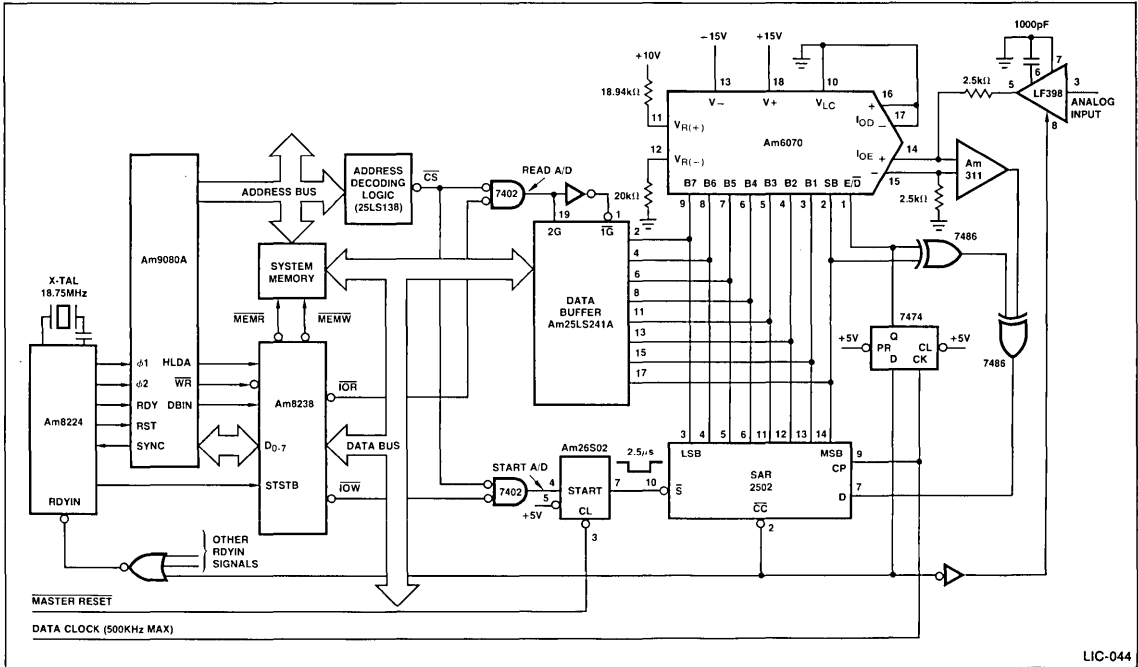 1000pF
-15V
+15V
+10V
7
6
13
18
10
5
3
2.5kΩ
LF398
18.94kΩ
V-
V+
VLC
16
ANALOG
INPUT
8
11
VR(+)
+
IOD
-
17
Am6070
12
VR(-)
IOE
+
-
14
15
Am
311
ADDRESS
DECODING
LOGIC
(25LS138)
CS
READ A/D
7402
ADDRESS BUS
20kΩ
B7 B6 B5 B4 B3 B2 B1 SB E/D
9 8 7 6 5 4 3 2 1
2.5kΩ
19
1
2G
1G
Am9080A
SYSTEM
MEMORY
MEMR
MEMW
X-TAL
18.75MHz
DATA
BUFFER
Am25LS241A
2
4
6
8
11
13
15
17
7486
7474
+5V
PR
Q
CL
+5V
D
CK
7486
φ1
φ2
RDY
RST
SYNC
HLDA
WR
DBIN
Am8224
Am8238
IOR
D0-7
DATA BUS
STSTB
IOW
RDYIN
START A/D
7402
Am26S02
4
5
+5V
START
CL
7
3
2.5μs
10
S
3 4 5 6 11 12 13 14
LSB
MSB
CP
9
SAR
2502
D
7
CC
2
OTHER
RDYIN
SIGNALS
MASTER RESET
DATA CLOCK (500KHz MAX)
LIC-044